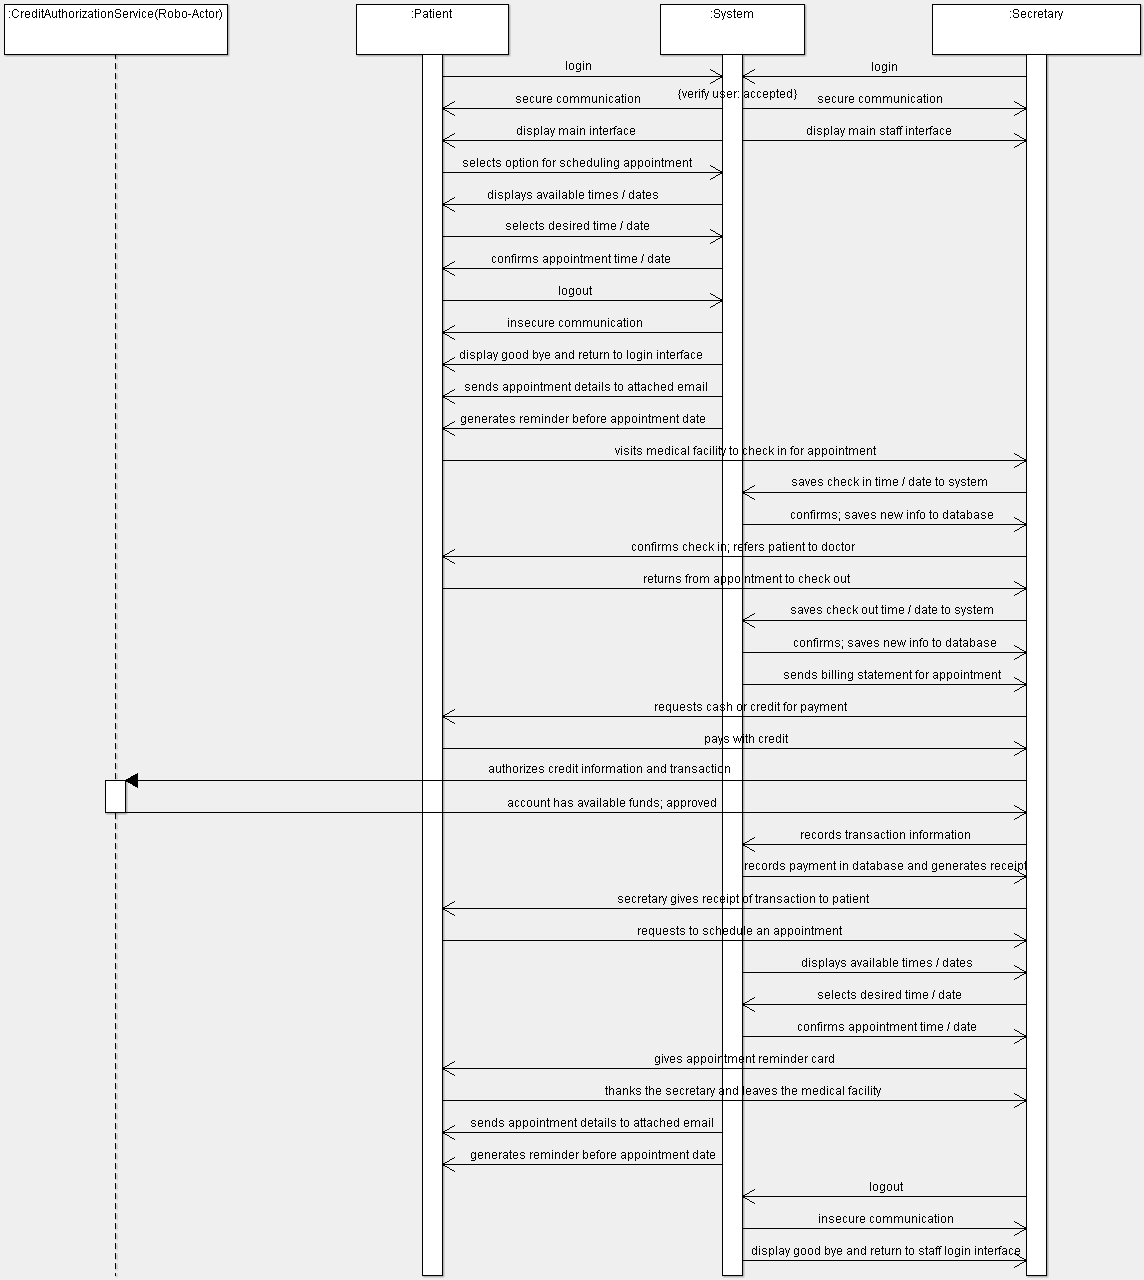 :CreditAuthorizationService(Robo-Actor)
:Patient
:System
:Secretary
login
login
{verify user: accepted}
secure communication
secure communication
display main interface
display main staff interface
selects option for scheduling appointment
displays available times / dates
selects desired time / date
confirms appointment time / date
logout
insecure communication
display good bye and return to login interface
sends appointment details to attached email
generates reminder before appointment date
visits medical facility to check in for appointment
saves check in time / date to system
confirms; saves new info to database
confirms check in; refers patient to doctor
returns from appointment to check out
saves check out time / date to system
confirms; saves new info to database
sends billing statement for appointment
requests cash or credit for payment
pays with credit
authorizes credit information and transaction
account has available funds; approved
records transaction information
records payment in database and generates receipt
secretary gives receipt of transaction to patient
requests to schedule an appointment
displays available times / dates
selects desired time / date
confirms appointment time / date
gives appointment reminder card
thanks the secretary and leaves the medical facility
sends appointment details to attached email
generates reminder before appointment date
logout
insecure communication
display good bye and return to staff login interface